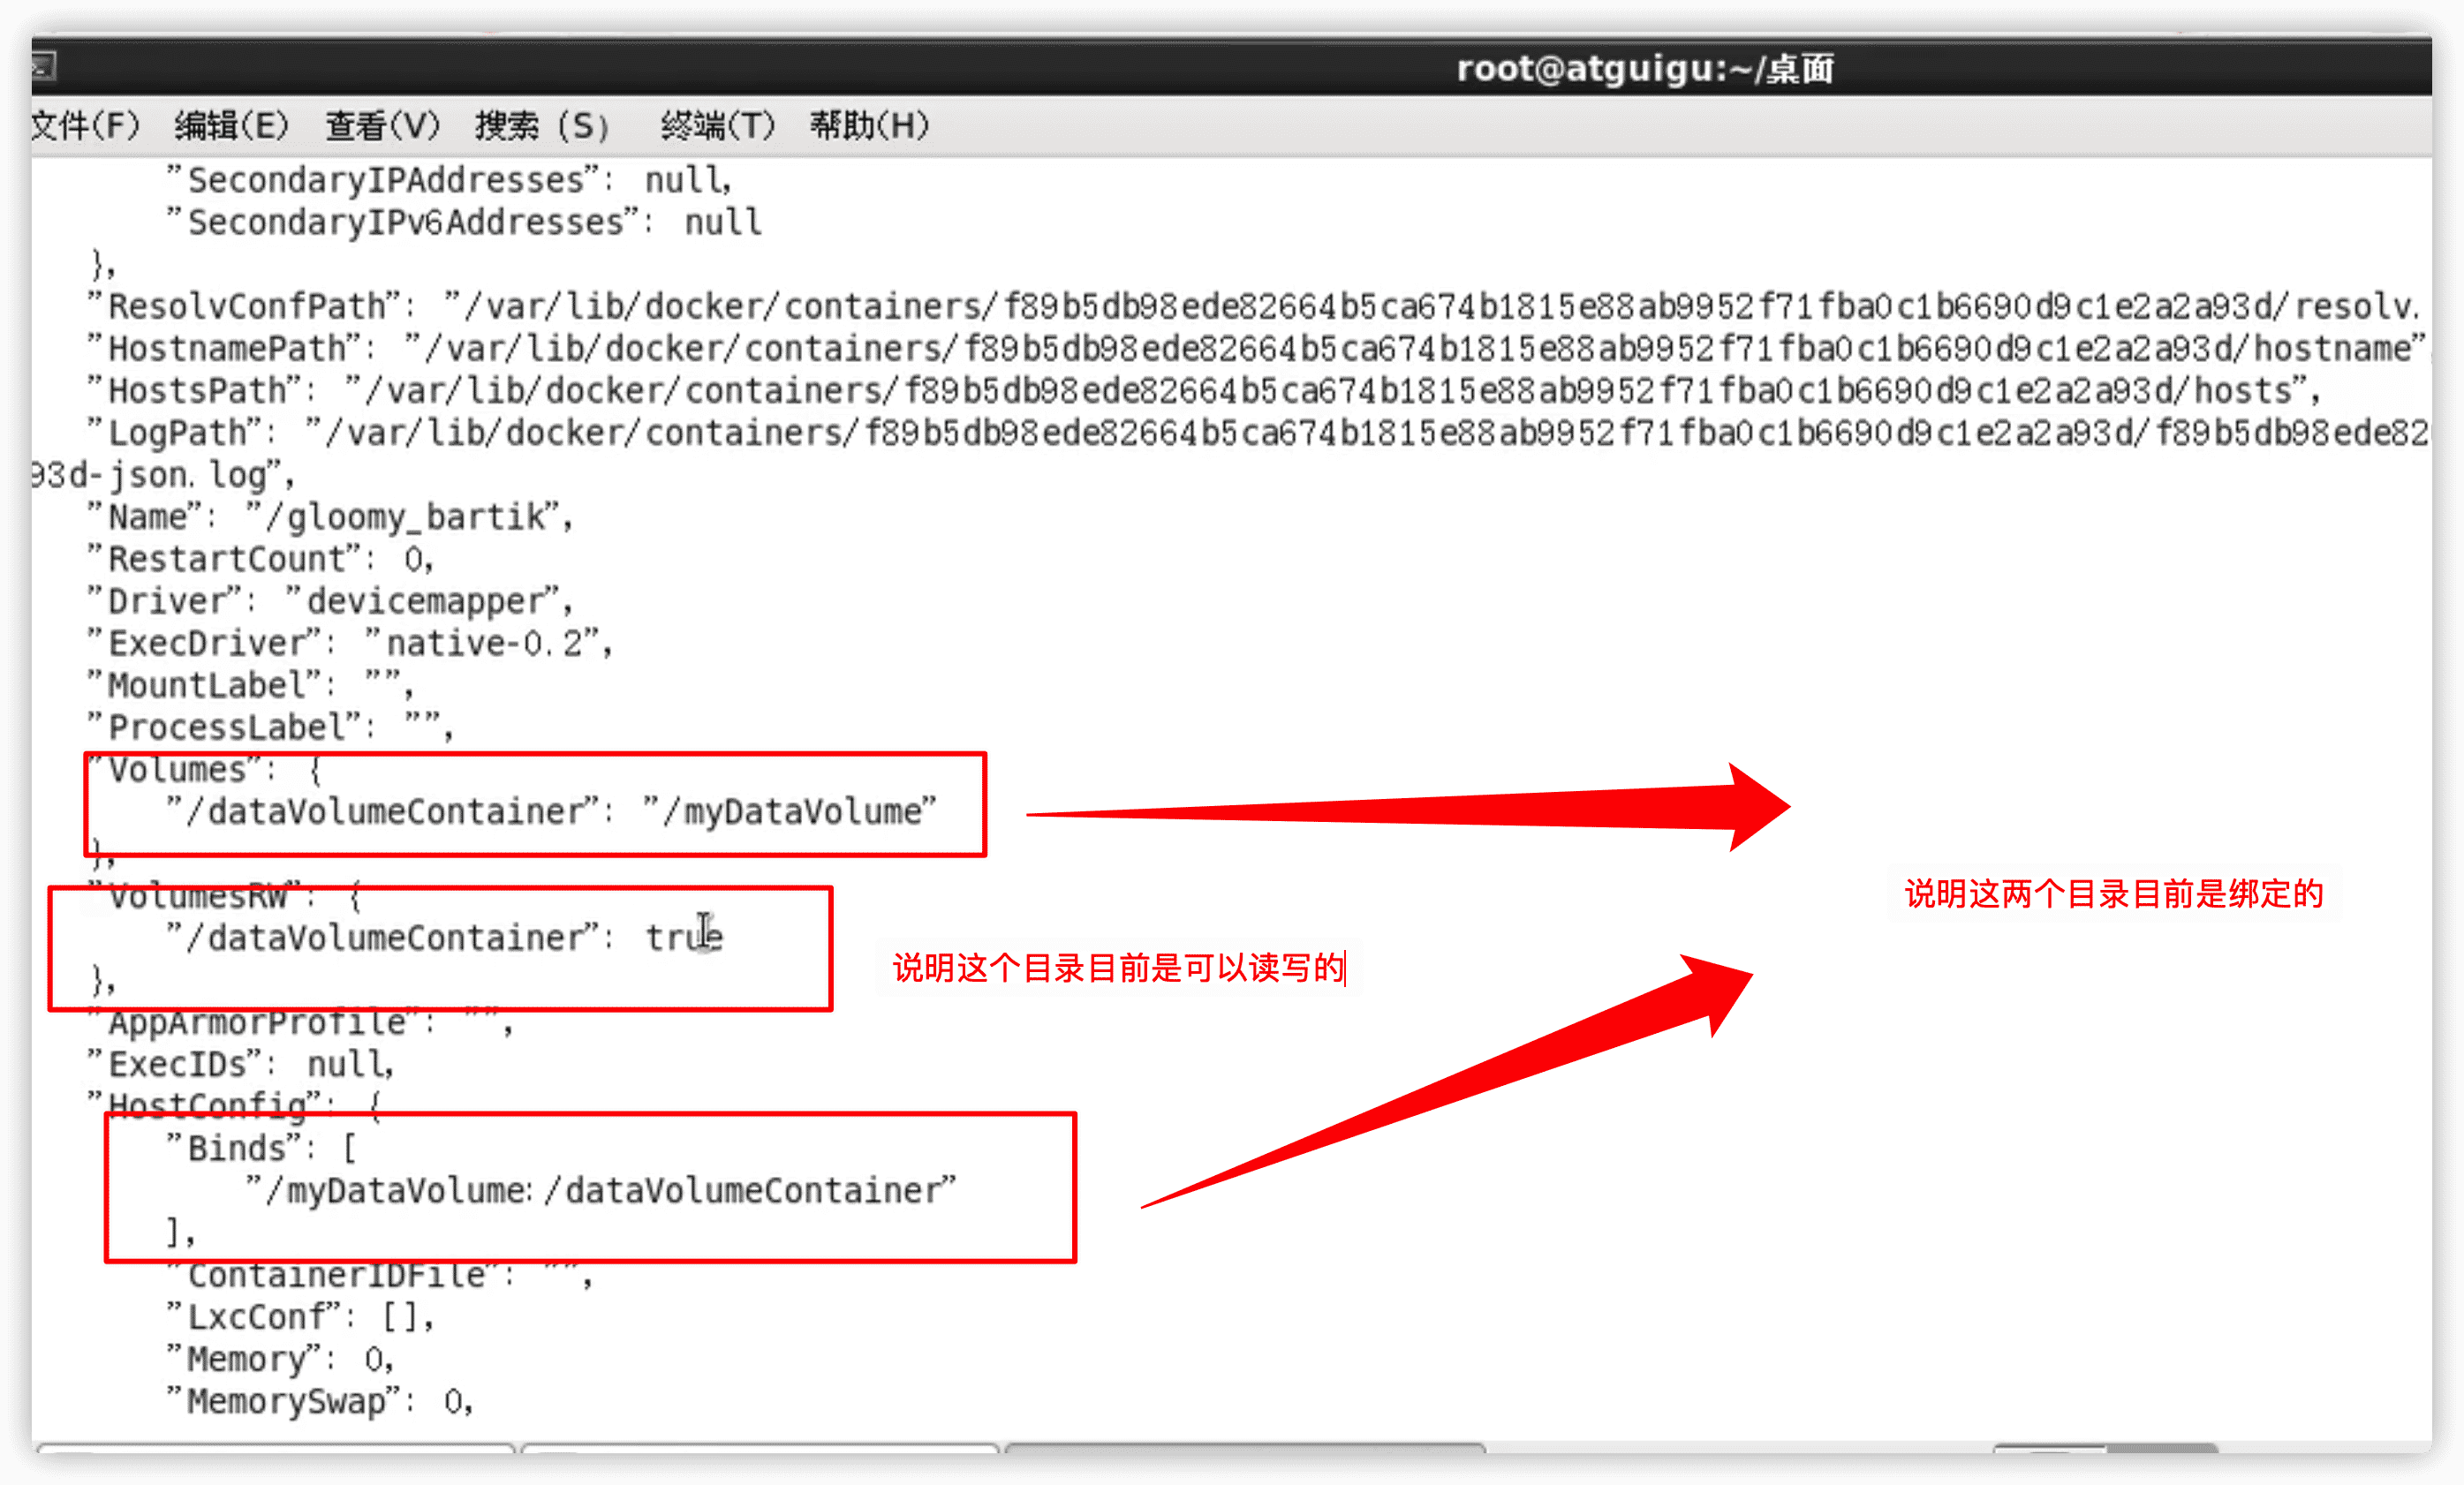 root@atguigu:~/桌面
文件(F) 编辑(E) 查看(V) 搜索 (S) 终端(T) 帮助(H)
"SecondaryIPAddresses": null,
"SecondaryIPv6Addresses": null
},
"ResolvConfPath": "/var/lib/docker/containers/f89b5db98ede82664b5ca674b1815e88ab9952f71fba0c1b6690d9c1e2a2a93d/resolv.
"HostnamePath": "/var/lib/docker/containers/f89b5db98ede82664b5ca674b1815e88ab9952f71fba0c1b6690d9c1e2a2a93d/hostname",
"HostsPath": "/var/lib/docker/containers/f89b5db98ede82664b5ca674b1815e88ab9952f71fba0c1b6690d9c1e2a2a93d/hosts",
"LogPath": "/var/lib/docker/containers/f89b5db98ede82664b5ca674b1815e88ab9952f71fba0c1b6690d9c1e2a2a93d/f89b5db98ede82
93d-json.log",
"Name": "/gloomy_bartik",
"RestartCount": 0,
"Driver": "devicemapper",
"ExecDriver": "native-0.2",
"MountLabel": "",
"ProcessLabel": "",
"Volumes": {
"/dataVolumeContainer": "/myDataVolume"
},
说明这两个目录目前是绑定的
"VolumesRW": {
"/dataVolumeContainer": true
},
说明这个目录目前是可以读写的
"AppArmorProfile": "",
"ExecIDs": null,
"HostConfig": {
"Binds": [
"/myDataVolume:/dataVolumeContainer"
],
"ContainerIDFile": "",
"LxcConf": [],
"Memory": 0,
"MemorySwap": 0,